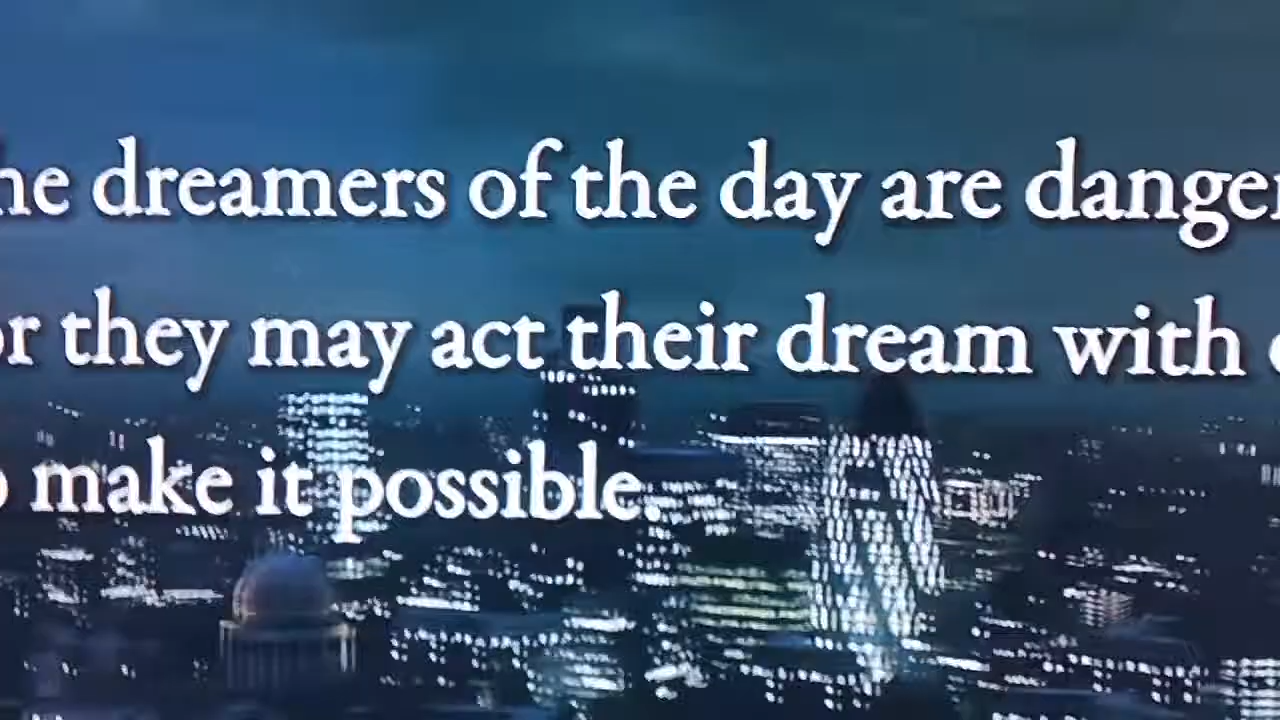 he dreamers of the day are danger
or they may act their dream with
o make it possible.